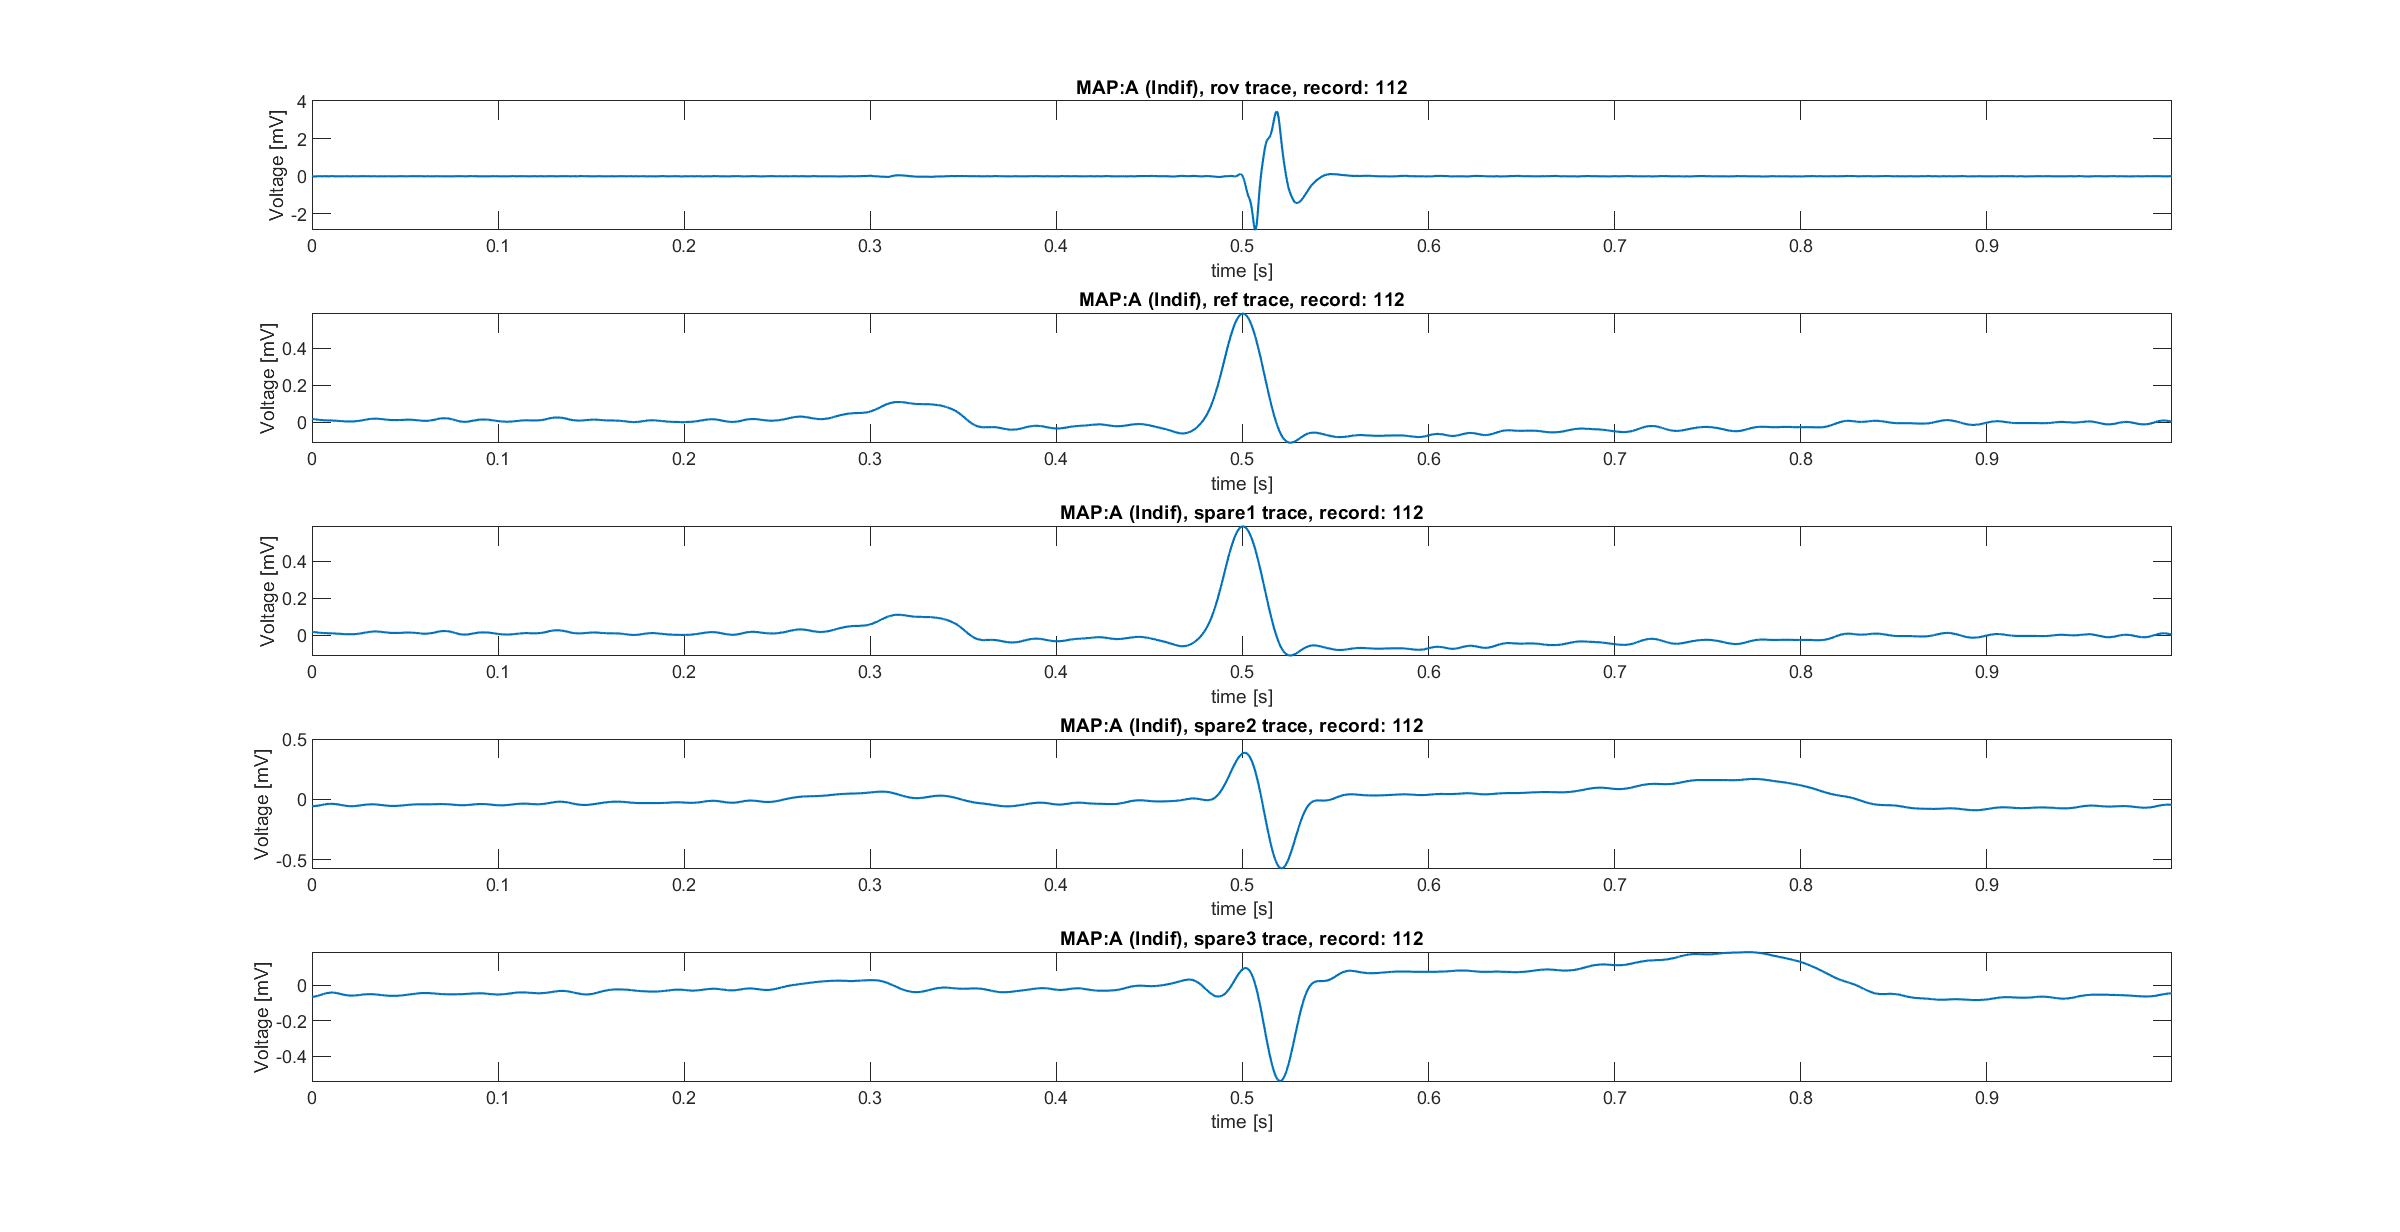 MAP:A (Indif), rov trace, record: 112
Voltage [mV]
4
2
0
-2
0 0.1 0.2 0.3 0.4 0.5 0.6 0.7 0.8 0.9
time [s]
MAP:A (Indif), ref trace, record: 112
Voltage [mV]
0.4
0.2
0
0 0.1 0.2 0.3 0.4 0.5 0.6 0.7 0.8 0.9
time [s]
MAP:A (Indif), spare1 trace, record: 112
Voltage [mV]
0.4
0.2
0
0 0.1 0.2 0.3 0.4 0.5 0.6 0.7 0.8 0.9
time [s]
MAP:A (Indif), spare2 trace, record: 112
Voltage [mV]
0.5
0
-0.5
0 0.1 0.2 0.3 0.4 0.5 0.6 0.7 0.8 0.9
time [s]
MAP:A (Indif), spare3 trace, record: 112
Voltage [mV]
0
-0.2
-0.4
0 0.1 0.2 0.3 0.4 0.5 0.6 0.7 0.8 0.9
time [s]